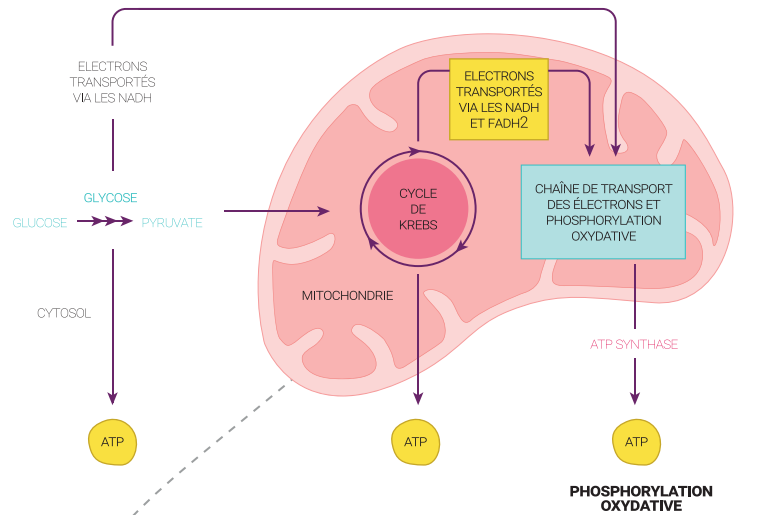 ELECTRONS
TRANSPORTÉS
VIA LES NADH
ELECTRONS
TRANSPORTÉS
VIA LES NADH
ET FADH2
GLYCOSE
GLUCOSE
PYRUVATE
CYCLE
DE
KREBS
CHAÎNE DE TRANSPORT
DES ÉLECTRONS ET
PHOSPHORYLATION
OXYDATIVE
MITOCHONDRIE
CYTOSOL
ATP SYNTHASE
ATP
ATP
ATP
PHOSPHORYLATION
OXYDATIVE